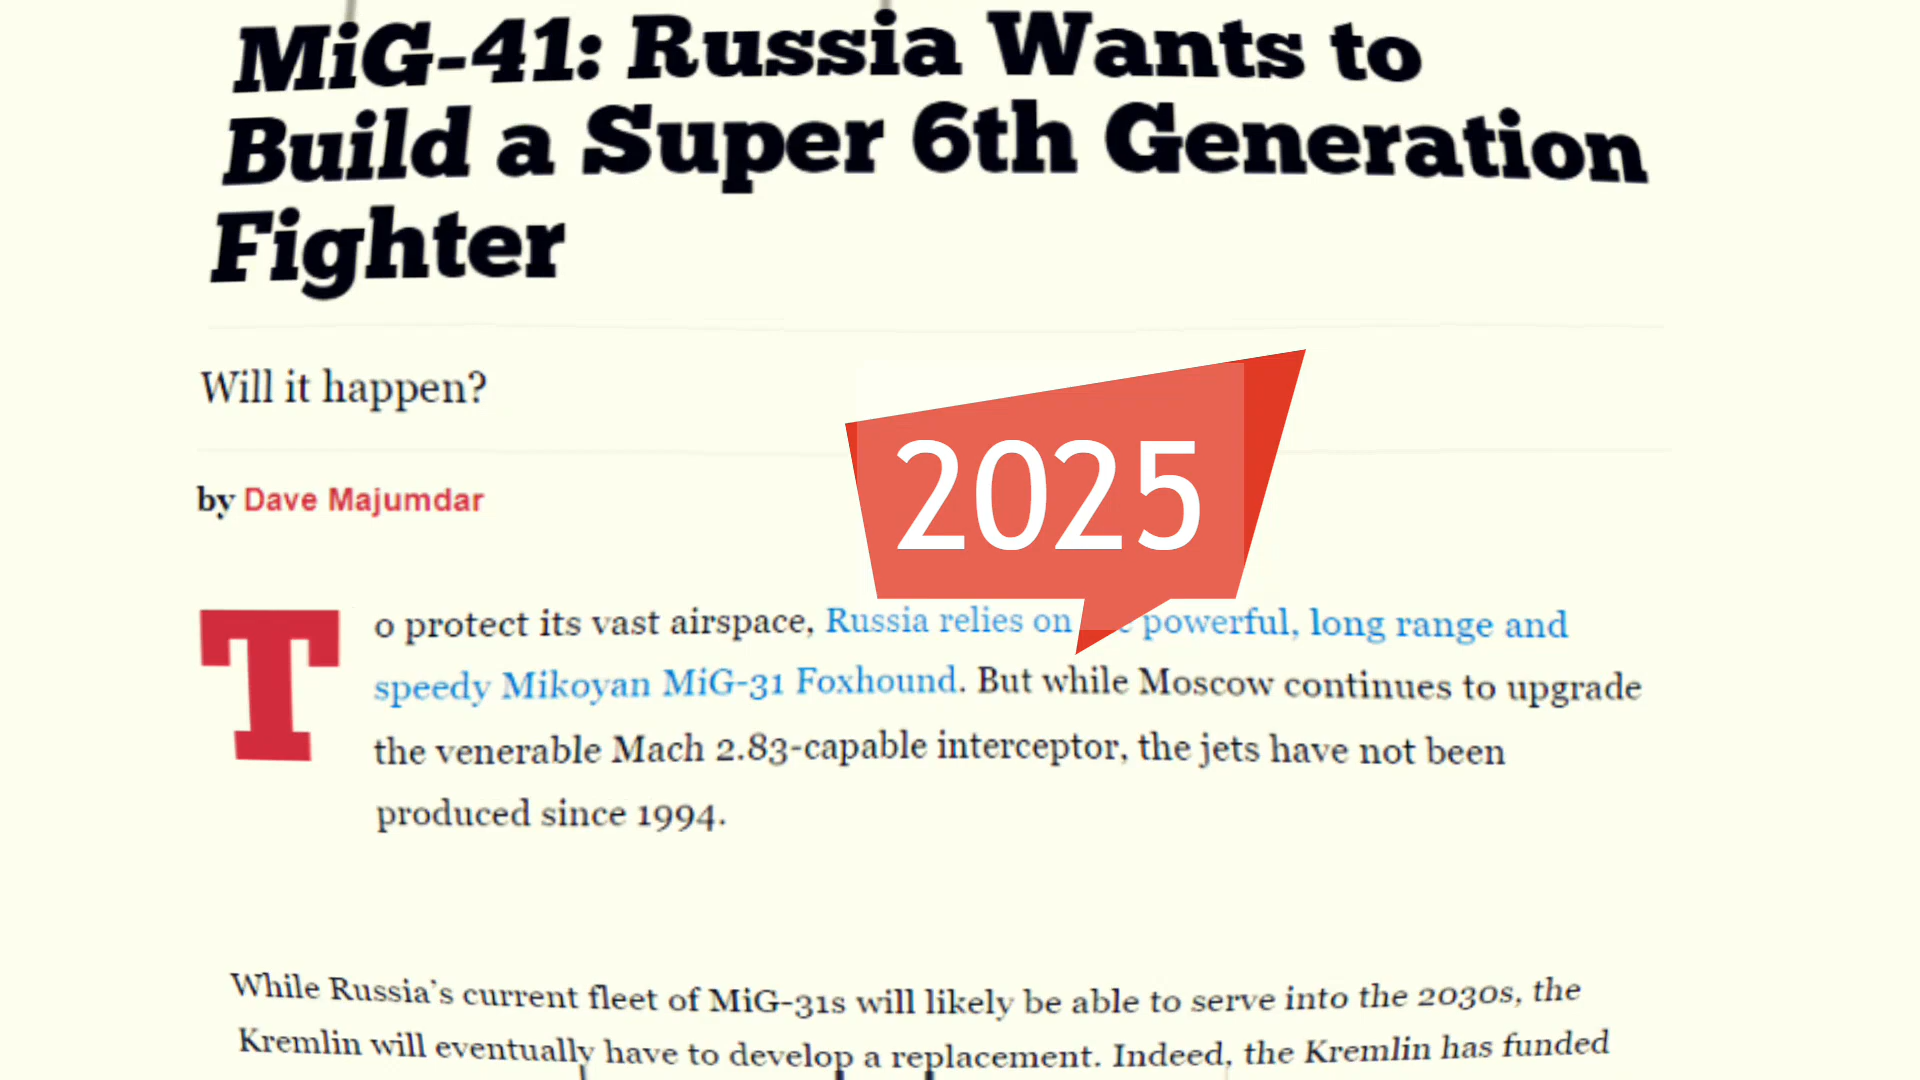 MiG-41: Russia Wants to
Build a Super 6th Generation
Fighter
Will it happen?
2025
by Dave Majumdar
To protect its vast airspace, Russia relies on powerful, long range and
speedy Mikoyan MiG-31 Foxhound. But while Moscow continues to upgrade
the venerable Mach 2.83-capable interceptor, the jets have not been
produced since 1994.
While Russia's current fleet of MiG-31s will likely be able to serve into the 2030s, the
Kremlin will eventually have to develop a replacement. Indeed, the Kremlin has funded